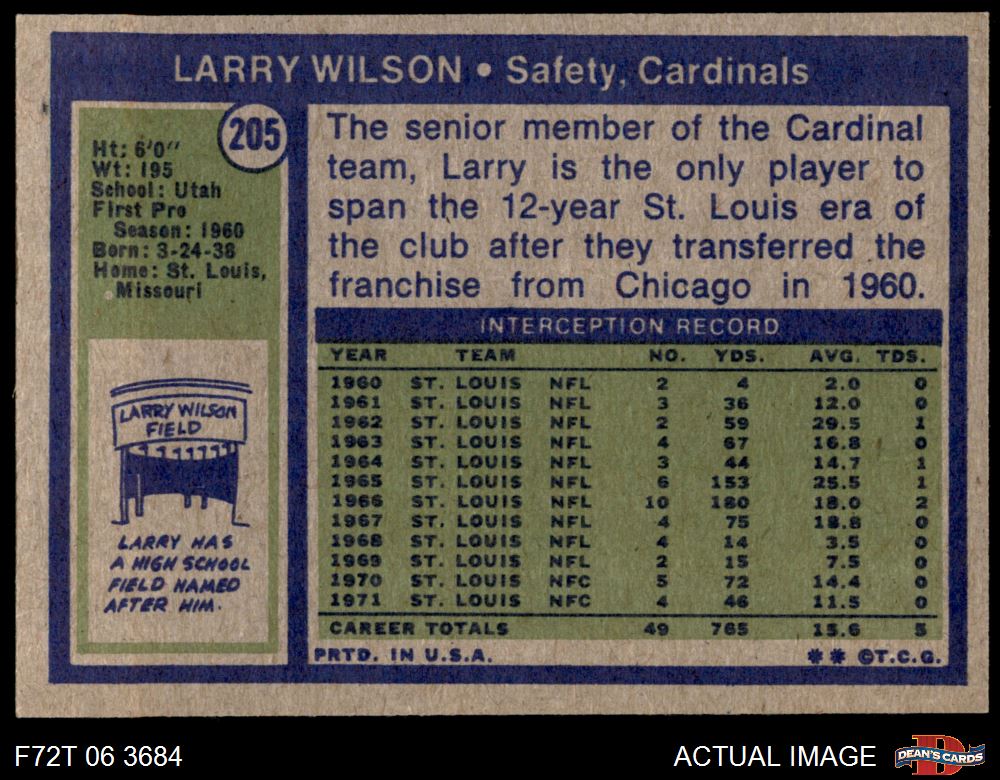 LARRY WILSON • Safety, Cardinals
205
Ht: 6'0"
Wt: 195
School: Utah
First Pro
Season: 1960
Born: 3-24-38
Home: St. Louis,
Missouri
LARRY WILSON
FIELD
LARRY HAS
A HIGH SCHOOL
FIELD NAMED
AFTER HIM.
The senior member of the Cardinal
team, Larry is the only player to
span the 12-year St. Louis era of
the club after they transferred the
franchise from Chicago in 1960.
INTERCEPTION RECORD
YEAR TEAM NO. YDS. AVG. TDS.
1960 ST. LOUIS NFL 2 4 2.0 0
1961 ST. LOUIS NFL 3 36 12.0 0
1962 ST. LOUIS NFL 2 59 29.5 1
1963 ST. LOUIS NFL 4 67 16.8 0
1964 ST. LOUIS NFL 3 44 14.7 1
1965 ST. LOUIS NFL 6 153 25.5 1
1966 ST. LOUIS NFL 10 180 18.0 2
1967 ST. LOUIS NFL 4 75 18.8 0
1968 ST. LOUIS NFL 4 14 3.5 0
1969 ST. LOUIS NFL 2 15 7.5 0
1970 ST. LOUIS NFC 5 72 14.4 0
1971 ST. LOUIS NFC 4 46 11.5 0
CAREER TOTALS 49 765 15.6 5
PRTD. IN U.S.A. ** ©T.C.G.
F72T 06 3684 ACTUAL IMAGE D DEAN'S CARDS